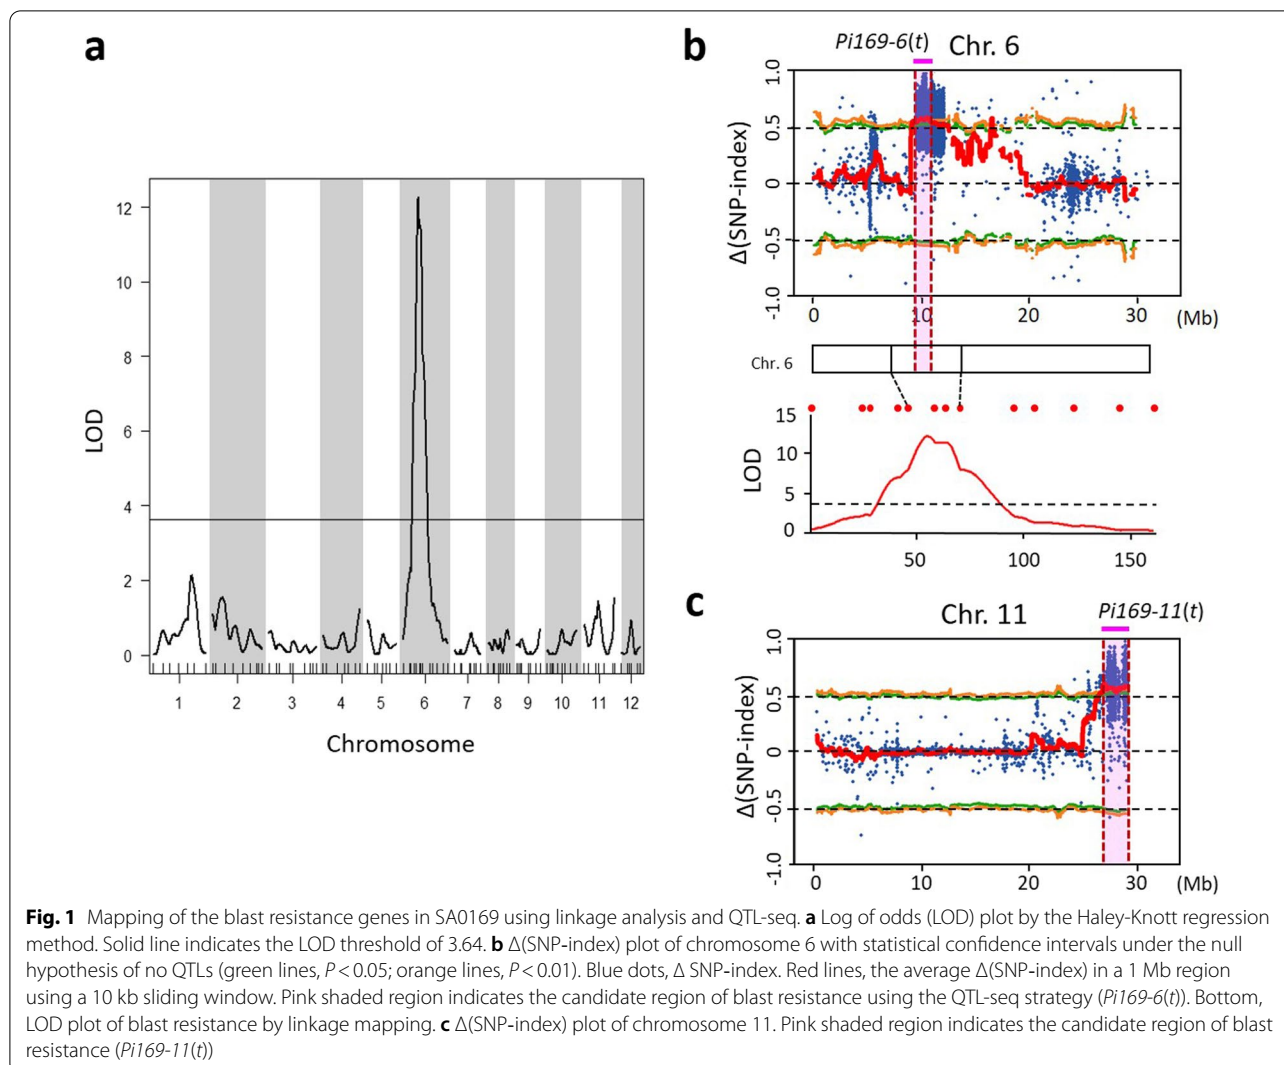 a
12
10
8
6
4
2
0
LOD
1 2 3 4 5 6 7 8 9 10 11 12
Chromosome
b
Pi169-6(t) Chr. 6
1.0
0.5
0
-0.5
-1.0
Δ(SNP-index)
0 10 20 30 (Mb)
Chr. 6
15
10
5
0
LOD
50 100 150
c
Chr. 11 Pi169-11(t)
1.0
0.5
0
-0.5
-1.0
Δ(SNP-index)
0 10 20 30 (Mb)
Fig. 1 Mapping of the blast resistance genes in SA0169 using linkage analysis and QTL-seq. a Log of odds (LOD) plot by the Haley-Knott regression
method. Solid line indicates the LOD threshold of 3.64. b Δ(SNP-index) plot of chromosome 6 with statistical confidence intervals under the null
hypothesis of no QTLs (green lines, P < 0.05; orange lines, P < 0.01). Blue dots, Δ SNP-index. Red lines, the average Δ(SNP-index) in a 1 Mb region
using a 10 kb sliding window. Pink shaded region indicates the candidate region of blast resistance using the QTL-seq strategy (Pi169-6(t)). Bottom,
LOD plot of blast resistance by linkage mapping. c Δ(SNP-index) plot of chromosome 11. Pink shaded region indicates the candidate region of blast
resistance (Pi169-11(t))